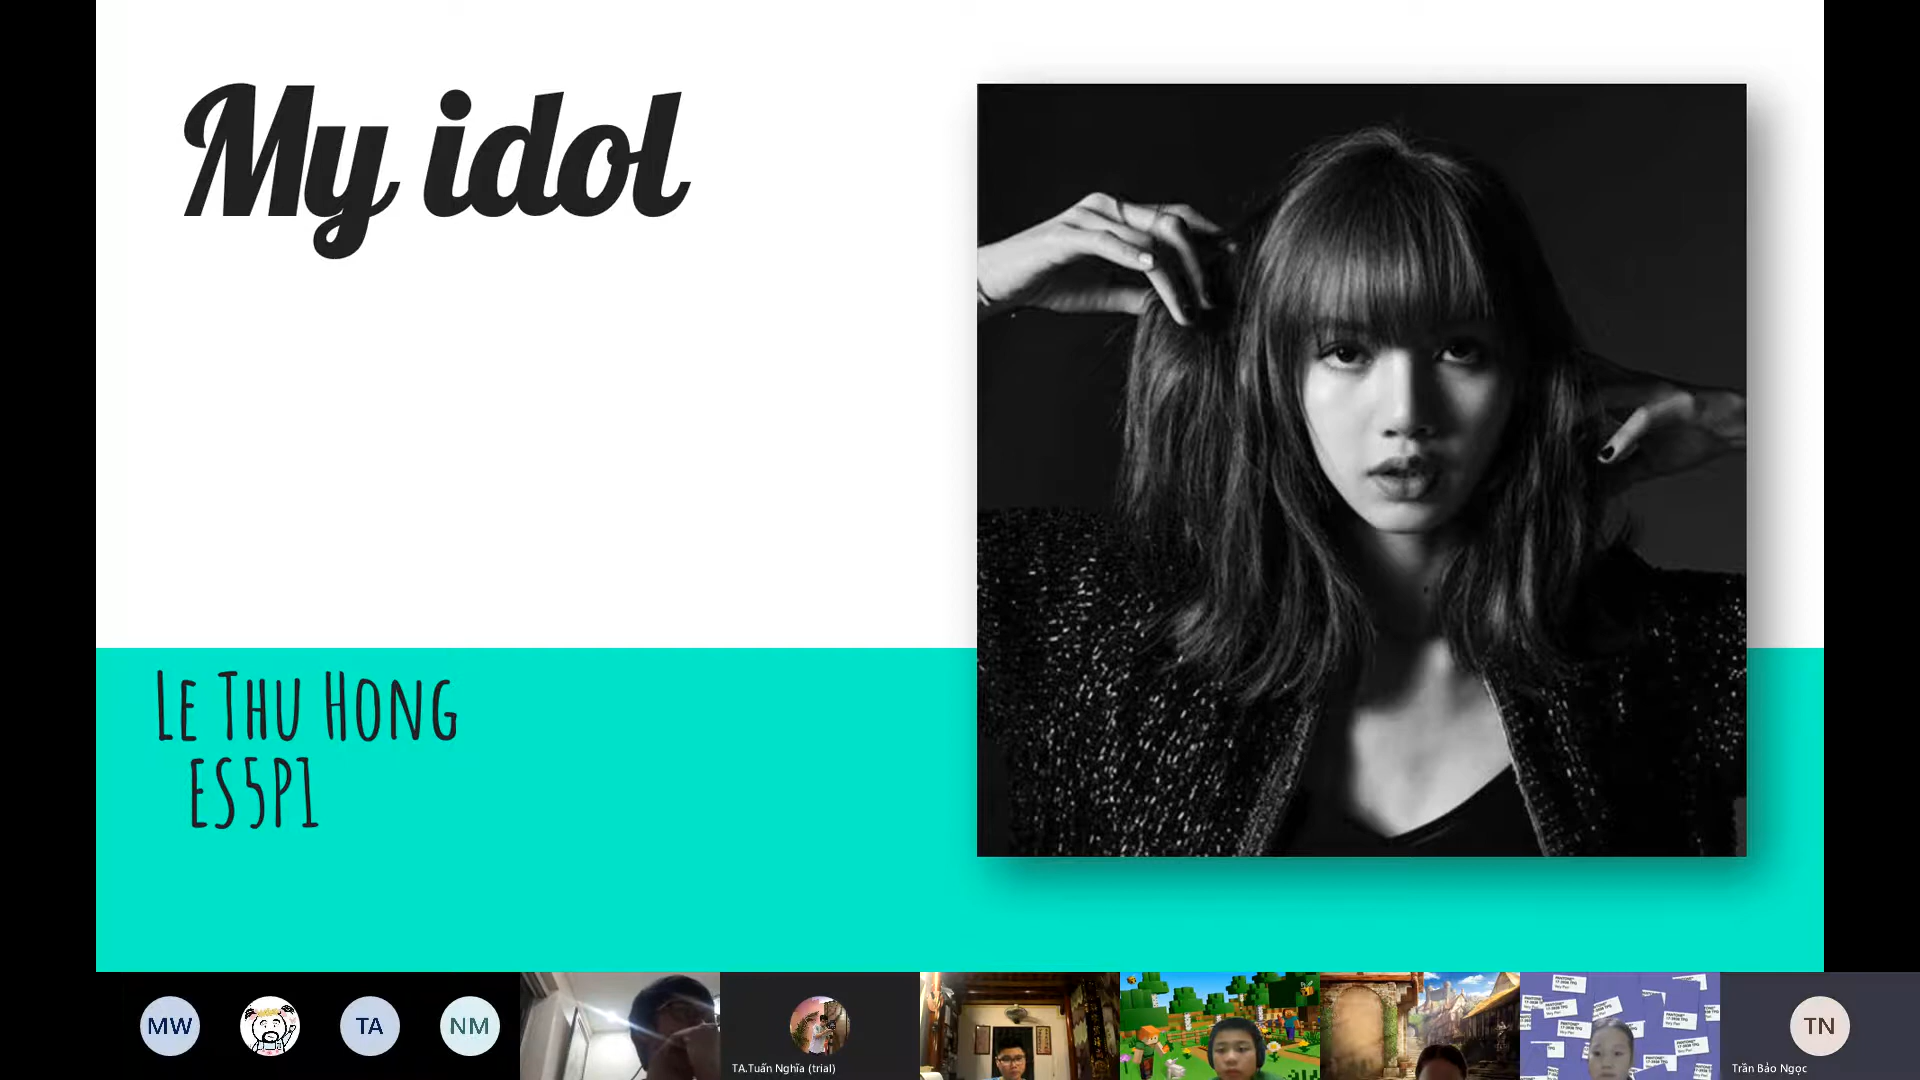 My idol
Le Thu Hong
ES5P1
MW
TA
NM
TA.Tuấn Nghĩa (trial)
TN
Trần Bảo Ngọc